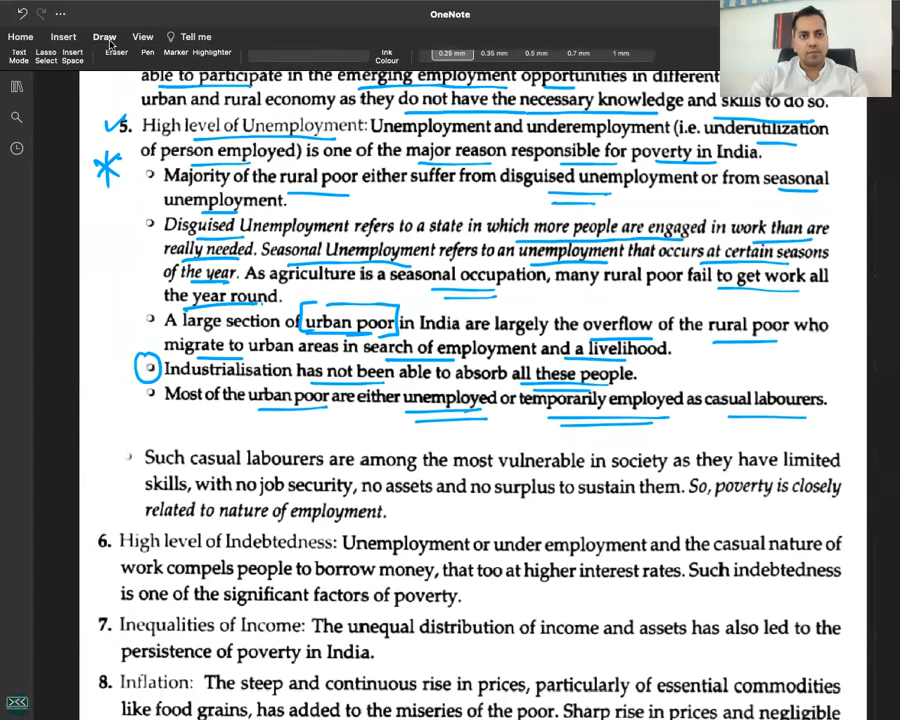 OneNote
Home Insert Draw View Tell me
Text Mode Lasso Select Insert Space Eraser Pen Marker Highlighter Ink Colour 0.25 mm 0.35 mm 0.5 mm 0.7 mm 1 mm
able to participate in the emerging employment opportunities in different
urban and rural economy as they do not have the necessary knowledge and skills to do so.
5. High level of Unemployment: Unemployment and underemployment (i.e. underutilization
of person employed) is one of the major reason responsible for poverty in India.
Majority of the rural poor either suffer from disguised unemployment or from seasonal
unemployment.
Disguised Unemployment refers to a state in which more people are engaged in work than are
really needed. Seasonal Unemployment refers to an unemployment that occurs at certain seasons
of the year. As agriculture is a seasonal occupation, many rural poor fail to get work all
the year round.
A large section of urban poor in India are largely the overflow of the rural poor who
migrate to urban areas in search of employment and a livelihood.
Industrialisation has not been able to absorb all these people.
Most of the urban poor are either unemployed or temporarily employed as casual labourers.
Such casual labourers are among the most vulnerable in society as they have limited
skills, with no job security, no assets and no surplus to sustain them. So, poverty is closely
related to nature of employment.
6. High level of Indebtedness: Unemployment or under employment and the casual nature of
work compels people to borrow money, that too at higher interest rates. Such indebtedness
is one of the significant factors of poverty.
7. Inequalities of Income: The unequal distribution of income and assets has also led to the
persistence of poverty in India.
8. Inflation: The steep and continuous rise in prices, particularly of essential commodities
like food grains, has added to the miseries of the poor. Sharp rise in prices and negligible